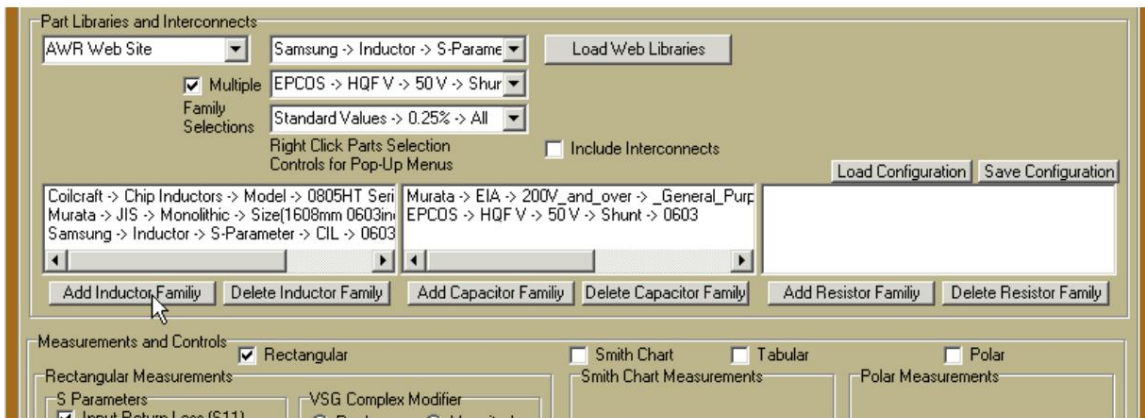 Part Libraries and Interconnects
AWR Web Site
Samsung -> Inductor -> S-Parame
Load Web Libraries
Multiple
EPCOS -> HQF V -> 50 V -> Shur
Family
Selections
Standard Values -> 0.25% -> All
Right Click Parts Selection
Controls for Pop-Up Menus
Include Interconnects
Load Configuration
Save Configuration
Coilcraft -> Chip Inductors -> Model -> 0805HT Seri
Murata -> JIS -> Monolithic -> Size(1608mm 0603in
Samsung -> Inductor -> S-Parameter -> CIL -> 0603
Murata -> EIA -> 200V_and_over -> _General_Purp
EPCOS -> HQF V -> 50 V -> Shunt -> 0603
Add Inductor Familiy
Delete Inductor Family
Add Capacitor Familiy
Delete Capacitor Family
Add Resistor Familiy
Delete Resistor Family
Measurements and Controls
Rectangular
Smith Chart
Tabular
Polar
Rectangular Measurements
Smith Chart Measurements
Polar Measurements
S Parameters
VSG Complex Modifier
Input Return Loss (S11)